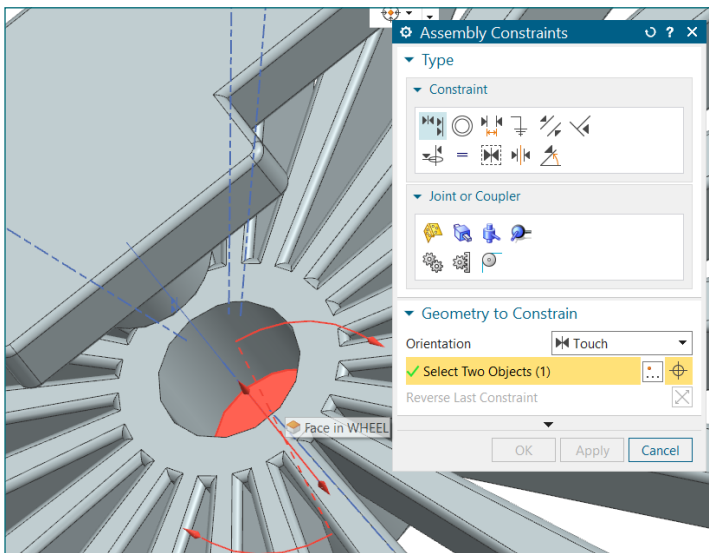 Assembly Constraints
?
Type
Constraint
Joint or Coupler
Geometry to Constrain
Orientation
Touch
Select Two Objects (1)
Reverse Last Constraint
Face in WHEEL
OK
Apply
Cancel